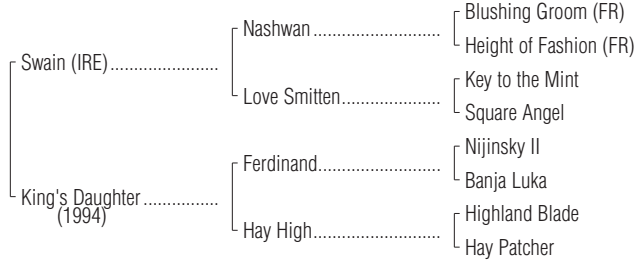 Blushing Groom (FR)
Nashwan ........................
Height of Fashion (FR)
Swain (IRE)....................
Key to the Mint
Love Smitten...................
Square Angel
Nijinsky II
Ferdinand.......................
Banja Luka
King's Daughter..............
(1994)
Highland Blade
Hay High........................
Hay Patcher